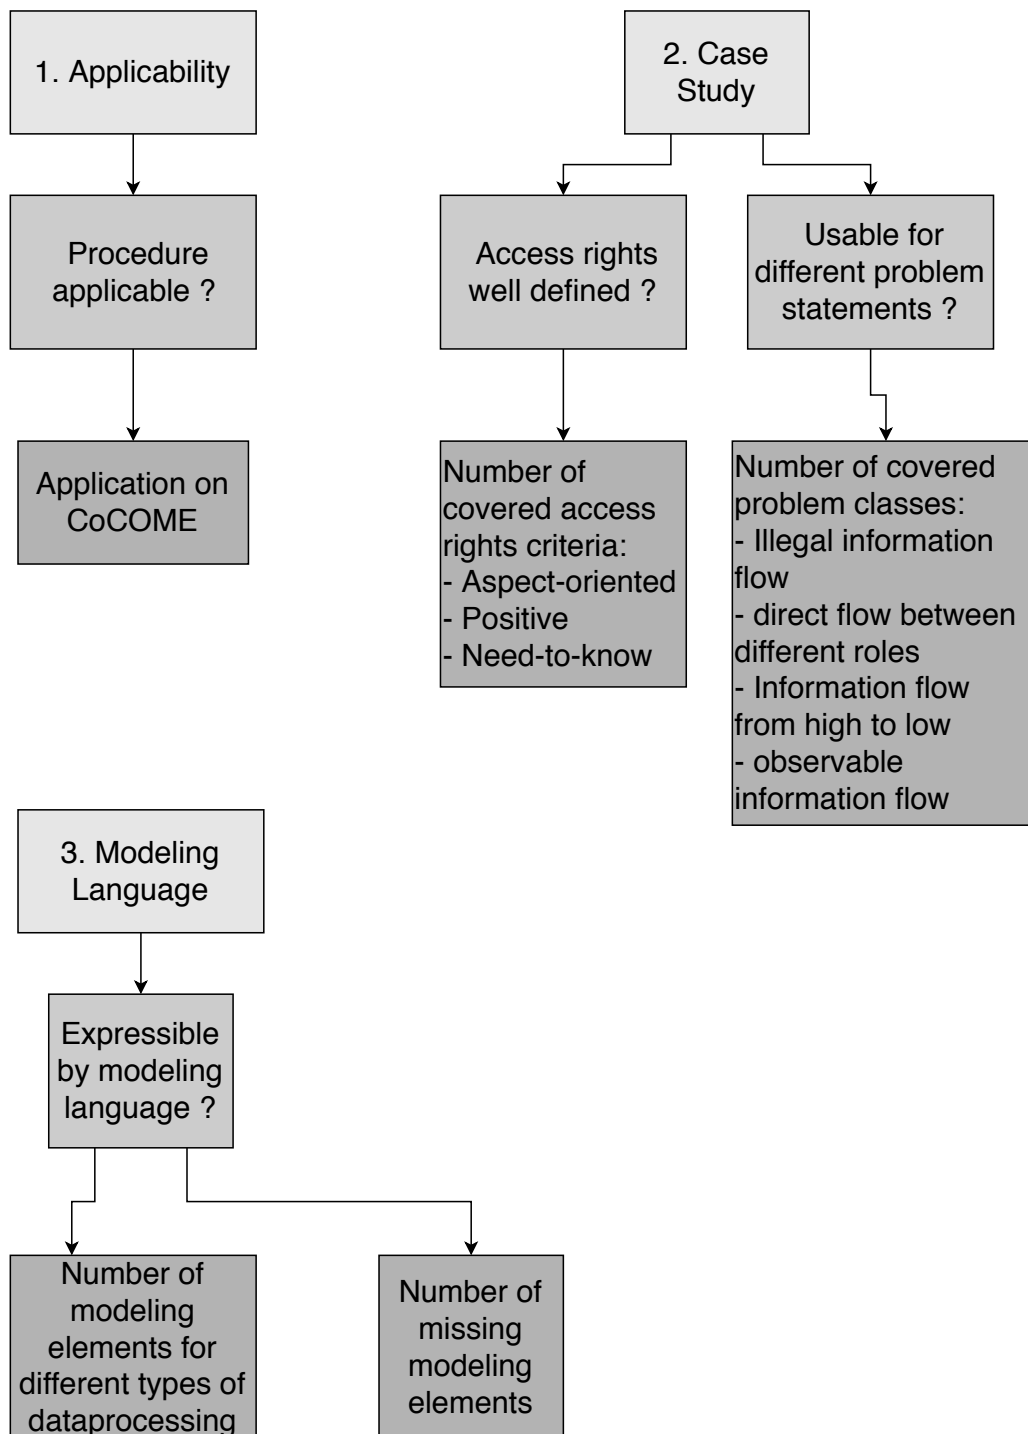 1. Applicability
2. Case
Study
Procedure
applicable ?
Access rights
well defined ?
Usable for
different problem
statements ?
Application on
CoCOME
Number of
covered access
rights criteria:
- Aspect-oriented
- Positive
- Need-to-know
Number of covered
problem classes:
- Illegal information
flow
- direct flow between
different roles
- Information flow
from high to low
- observable
information flow
3. Modeling
Language
Expressible
by modeling
language ?
Number of
modeling
elements for
different types of
dataprocessing
Number of
missing
modeling
elements